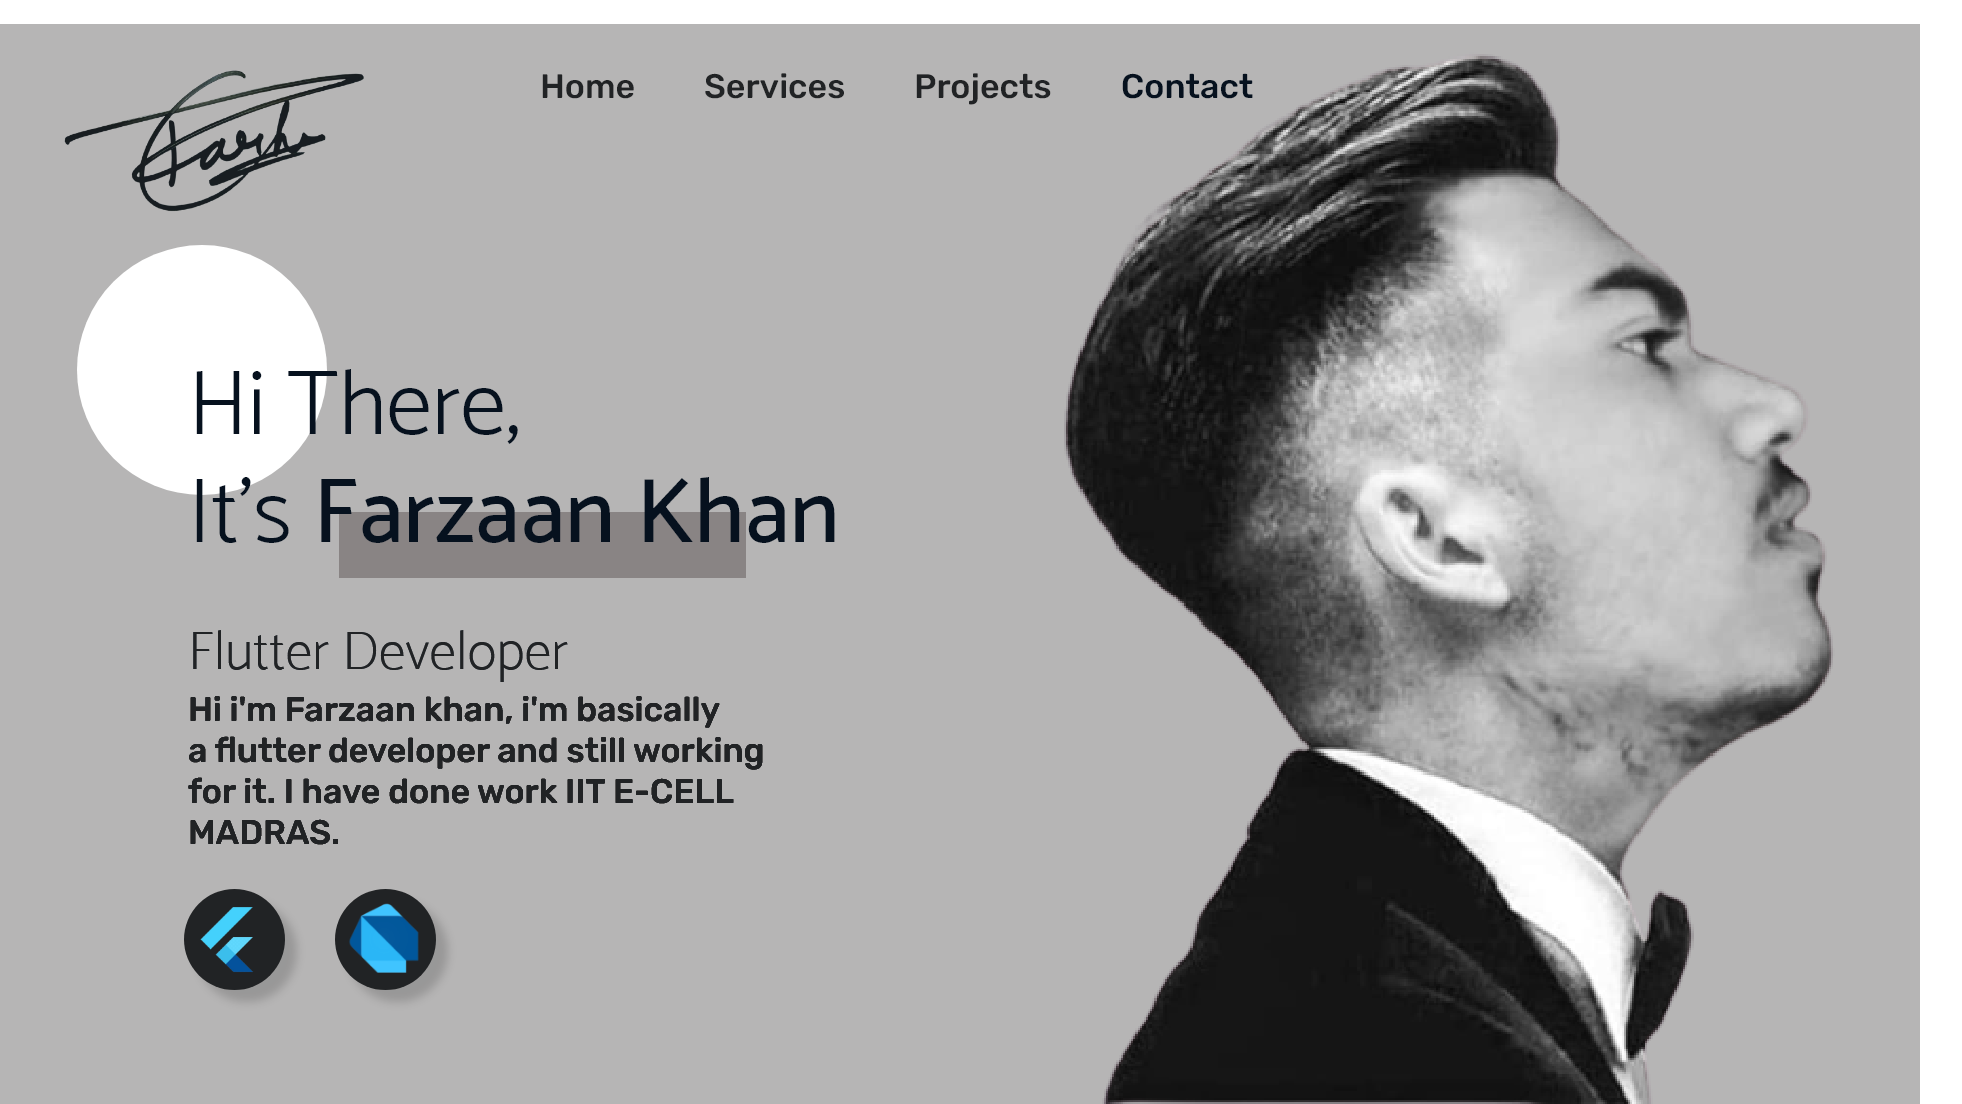 Home Services Projects Contact
Hi There,
It’s Farzaan Khan
Flutter Developer
Hi i'm Farzaan khan, i'm basically
a flutter developer and still working
for it. I have done work IIT E-CELL
MADRAS.